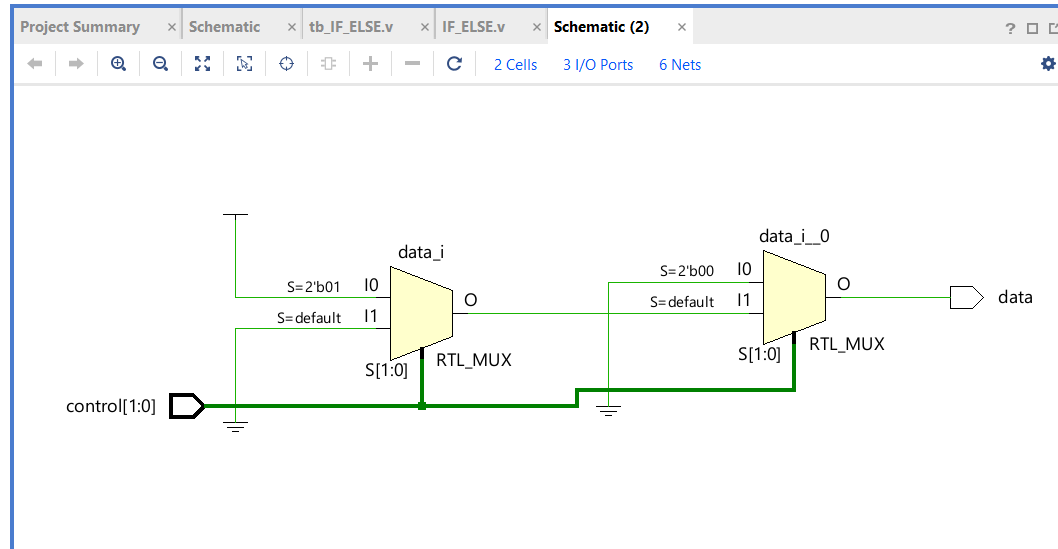 Project Summary × Schematic × tb_IF_ELSE.v × IF_ELSE.v × Schematic (2) × ?
2 Cells 3 I/O Ports 6 Nets
data_i
S=2'b01 I0
S=default I1
O
S[1:0]
RTL_MUX
control[1:0]
data_i__0
S=2'b00 I0
S=default I1
O
S[1:0]
RTL_MUX
data